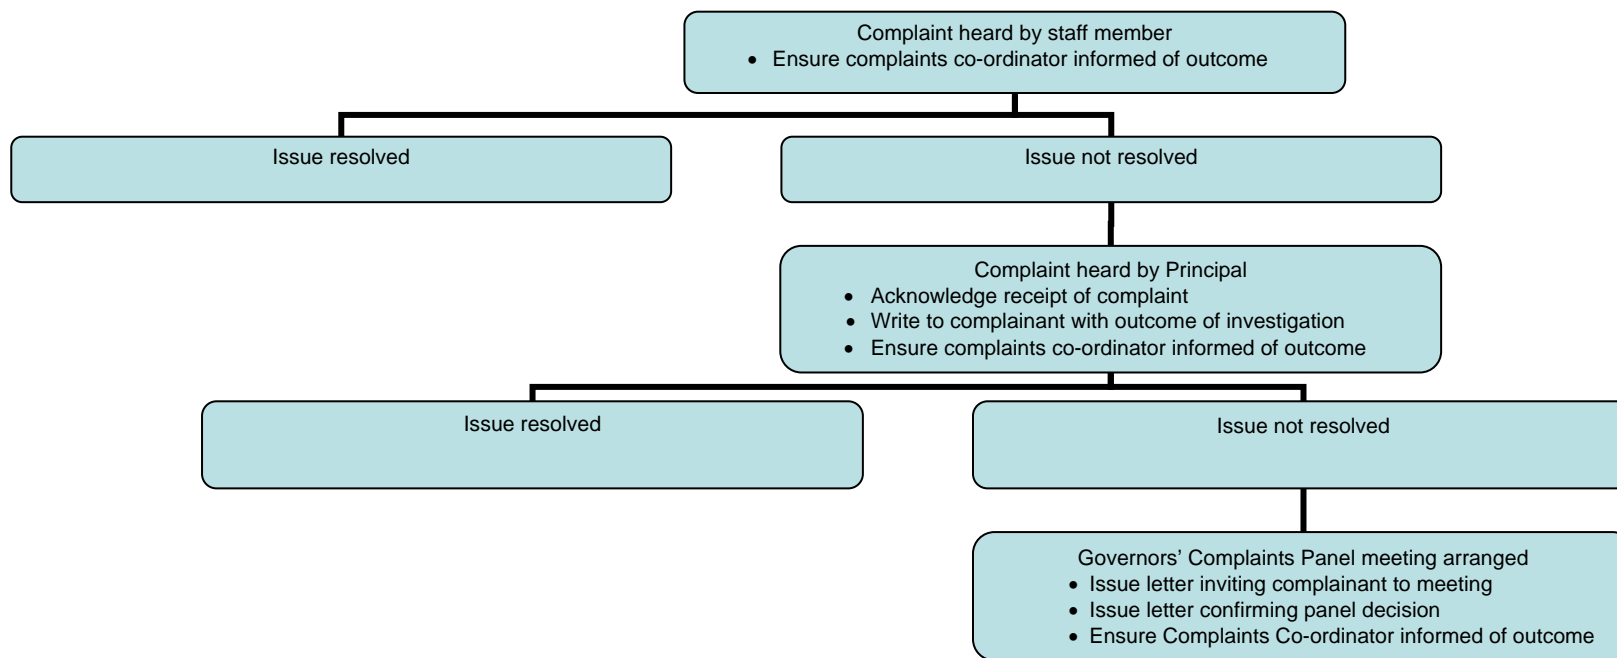 Complaint heard by staff member
• Ensure complaints co-ordinator informed of outcome
Issue resolved
Issue not resolved
Complaint heard by Principal
• Acknowledge receipt of complaint
• Write to complainant with outcome of investigation
• Ensure complaints co-ordinator informed of outcome
Issue resolved
Issue not resolved
Governors’ Complaints Panel meeting arranged
• Issue letter inviting complainant to meeting
• Issue letter confirming panel decision
• Ensure Complaints Co-ordinator informed of outcome